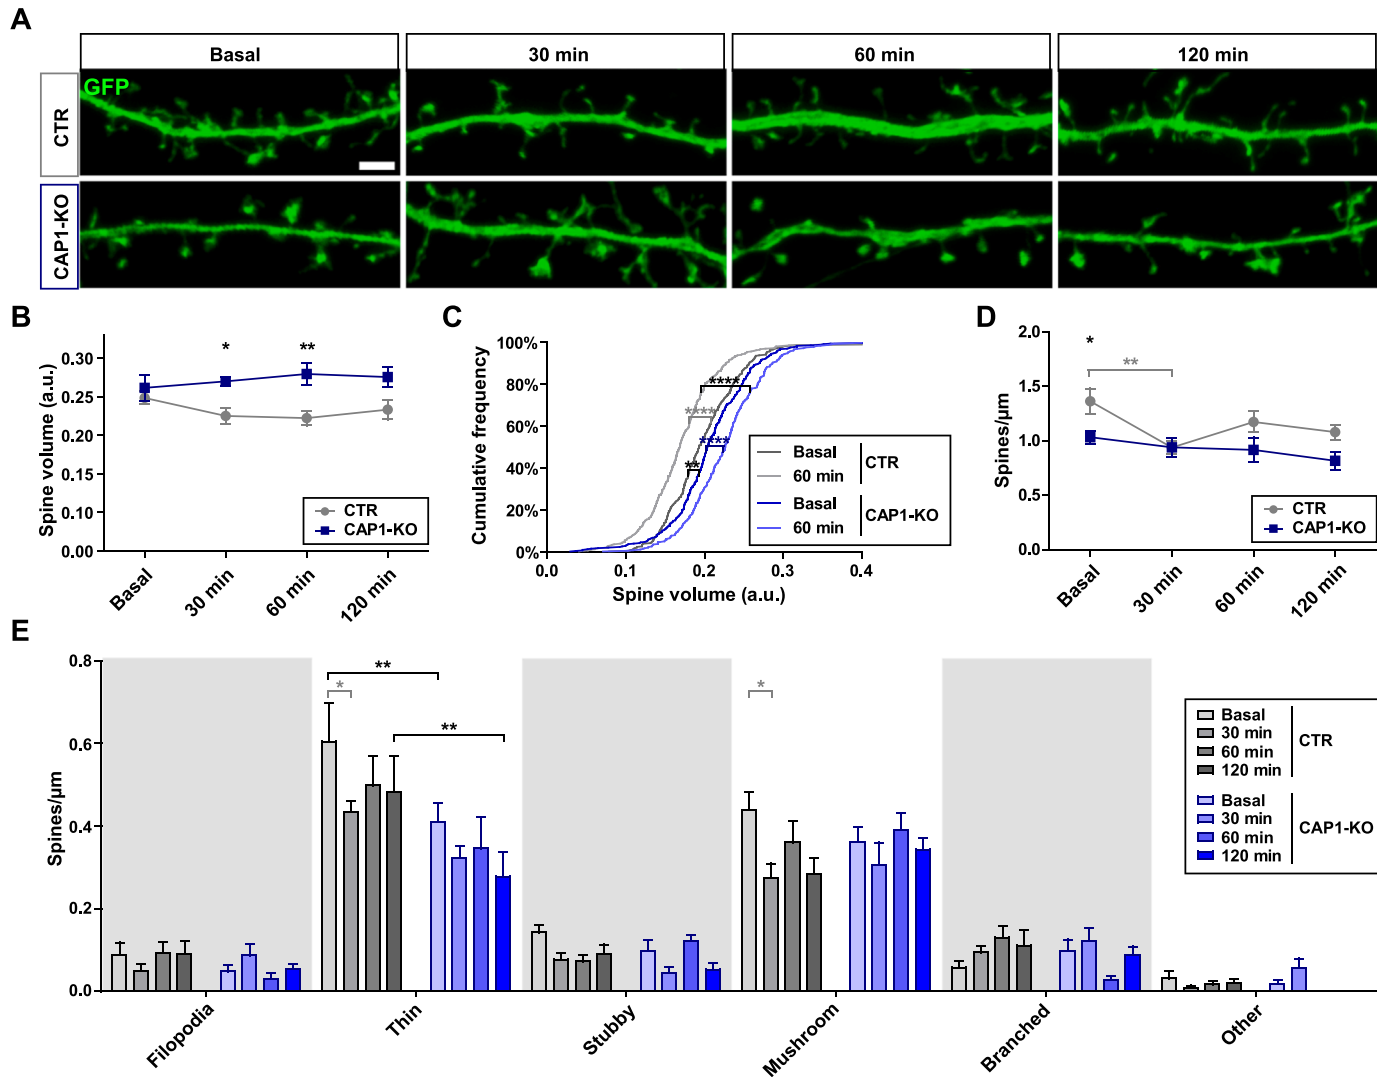 A
Basal
30 min
60 min
120 min
GFP
CTR
CAP1-KO
B
Spine volume (a.u.)
0.30
0.25
0.20
0.15
0.10
0.05
0.00
*
**
CTR
CAP1-KO
Basal
30 min
60 min
120 min
C
Cumulative frequency
100%
80%
60%
40%
20%
0%
****
****
****
**
Basal
60 min
CTR
Basal
60 min
CAP1-KO
0.0
0.1
0.2
0.3
0.4
Spine volume (a.u.)
D
Spines/µm
2.0
1.5
1.0
0.5
0.0
*
**
CTR
CAP1-KO
Basal
30 min
60 min
120 min
E
Spines/µm
0.8
0.6
0.4
0.2
0.0
**
*
**
*
Basal
30 min
60 min
120 min
CTR
Basal
30 min
60 min
120 min
CAP1-KO
Filopodia
Thin
Stubby
Mushroom
Branched
Other